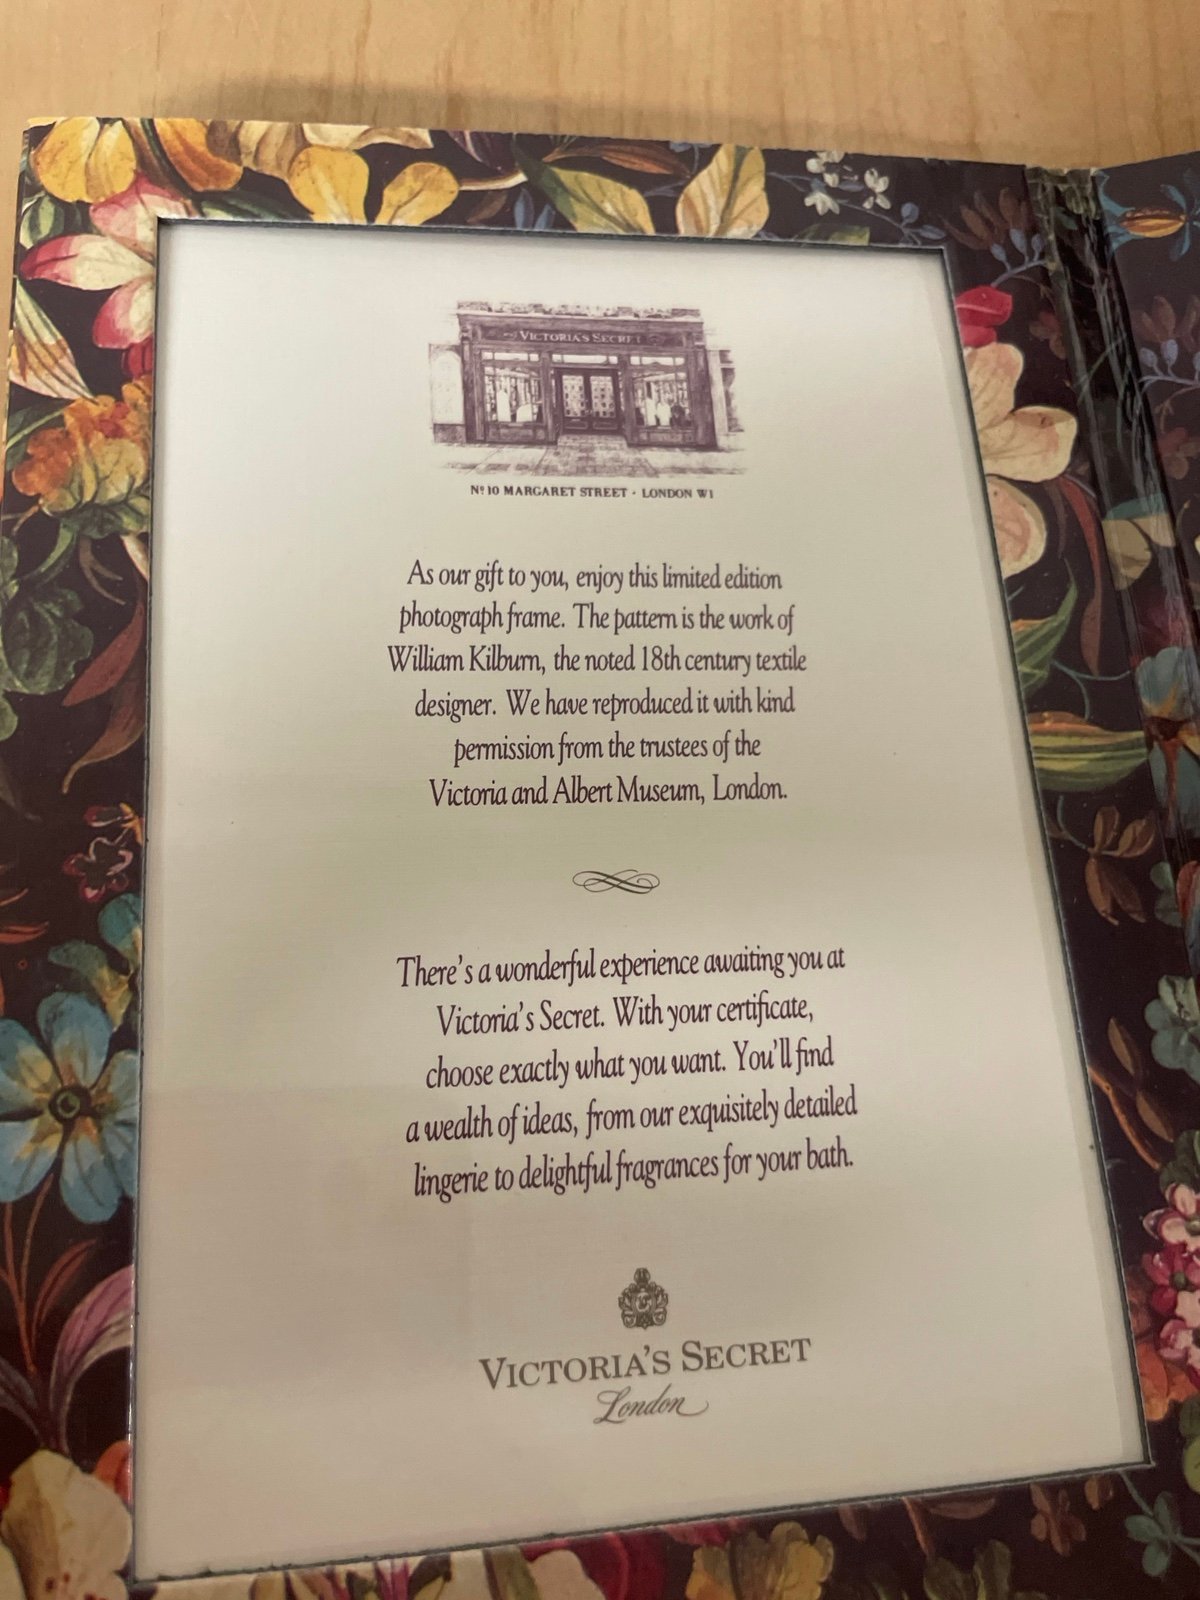 VICTORIA'S SECRET
Nº 10 MARGARET STREET · LONDON W1
As our gift to you, enjoy this limited edition
photograph frame. The pattern is the work of
William Kilburn, the noted 18th century textile
designer. We have reproduced it with kind
permission from the trustees of the
Victoria and Albert Museum, London.
There's a wonderful experience awaiting you at
Victoria's Secret. With your certificate,
choose exactly what you want. You'll find
a wealth of ideas, from our exquisitely detailed
lingerie to delightful fragrances for your bath.
VICTORIA'S SECRET
London